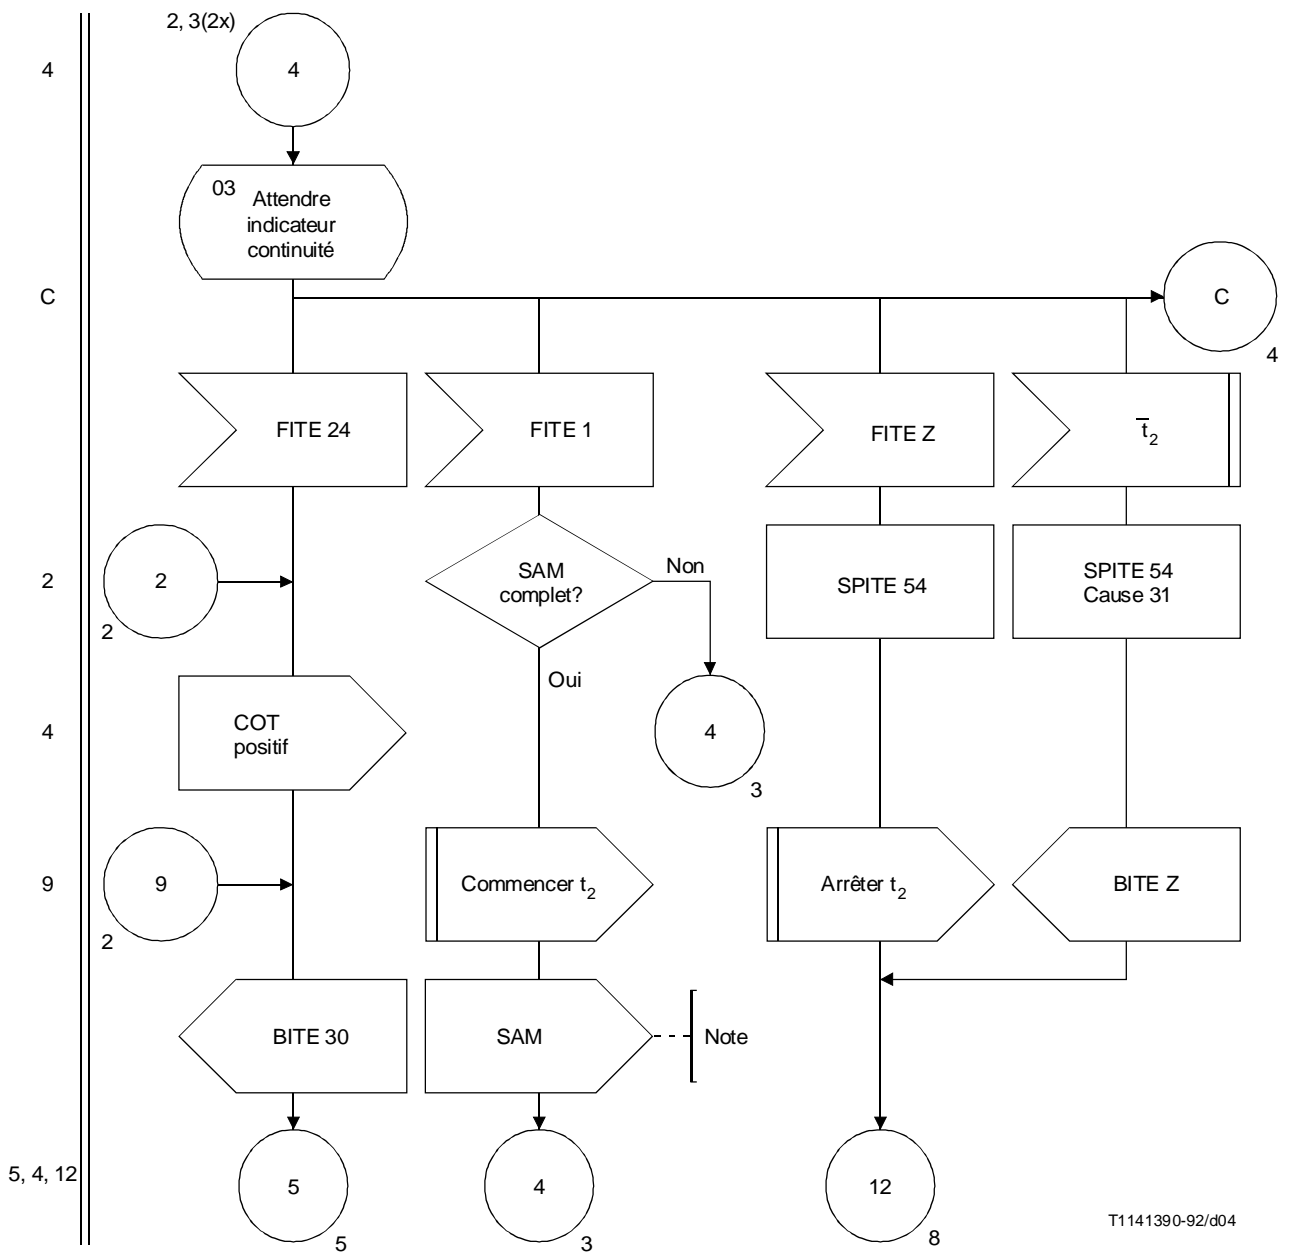 2, 3(2x)
4
4
03
Attendre
indicateur
continuité
C
C
4
FITE 24
FITE 1
FITE Z
t̅2
2
2
2
SAM
complet?
Non
Oui
SPITE 54
SPITE 54
Cause 31
4
COT
positif
4
3
9
9
2
Commencer t2
Arrêter t2
BITE Z
BITE 30
SAM
Note
5, 4, 12
5
5
4
3
12
8
T1141390-92/d04